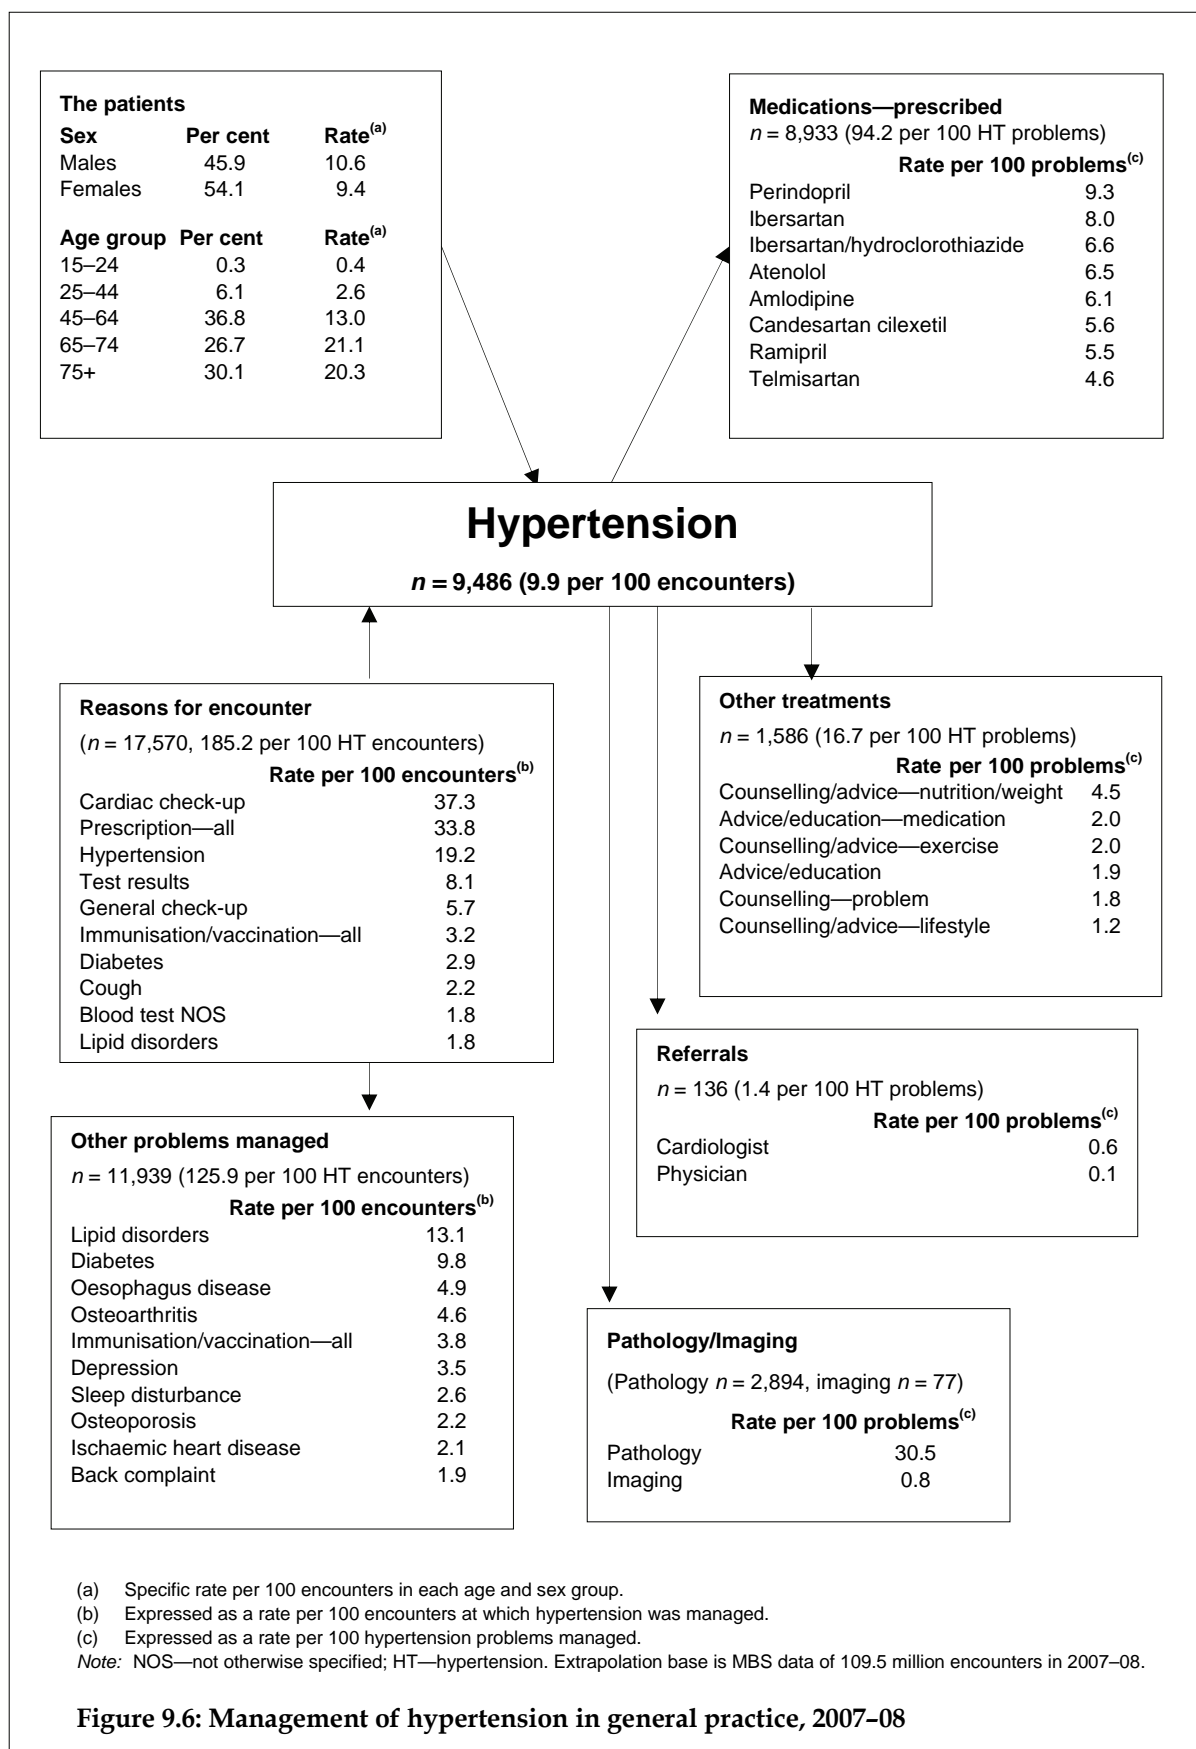 The patients
Sex Per cent Rate(a)
Males 45.9 10.6
Females 54.1 9.4
Age group Per cent Rate(a)
15–24 0.3 0.4
25–44 6.1 2.6
45–64 36.8 13.0
65–74 26.7 21.1
75+ 30.1 20.3
Medications—prescribed
n = 8,933 (94.2 per 100 HT problems)
Rate per 100 problems(c)
Perindopril 9.3
Ibersartan 8.0
Ibersartan/hydroclorothiazide 6.6
Atenolol 6.5
Amlodipine 6.1
Candesartan cilexetil 5.6
Ramipril 5.5
Telmisartan 4.6
Hypertension
n = 9,486 (9.9 per 100 encounters)
Reasons for encounter
(n = 17,570, 185.2 per 100 HT encounters)
Rate per 100 encounters(b)
Cardiac check-up 37.3
Prescription—all 33.8
Hypertension 19.2
Test results 8.1
General check-up 5.7
Immunisation/vaccination—all 3.2
Diabetes 2.9
Cough 2.2
Blood test NOS 1.8
Lipid disorders 1.8
Other treatments
n = 1,586 (16.7 per 100 HT problems)
Rate per 100 problems(c)
Counselling/advice—nutrition/weight 4.5
Advice/education—medication 2.0
Counselling/advice—exercise 2.0
Advice/education 1.9
Counselling—problem 1.8
Counselling/advice—lifestyle 1.2
Referrals
n = 136 (1.4 per 100 HT problems)
Rate per 100 problems(c)
Cardiologist 0.6
Physician 0.1
Other problems managed
n = 11,939 (125.9 per 100 HT encounters)
Rate per 100 encounters(b)
Lipid disorders 13.1
Diabetes 9.8
Oesophagus disease 4.9
Osteoarthritis 4.6
Immunisation/vaccination—all 3.8
Depression 3.5
Sleep disturbance 2.6
Osteoporosis 2.2
Ischaemic heart disease 2.1
Back complaint 1.9
Pathology/Imaging
(Pathology n = 2,894, imaging n = 77)
Rate per 100 problems(c)
Pathology 30.5
Imaging 0.8
(a) Specific rate per 100 encounters in each age and sex group.
(b) Expressed as a rate per 100 encounters at which hypertension was managed.
(c) Expressed as a rate per 100 hypertension problems managed.
Note: NOS—not otherwise specified; HT—hypertension. Extrapolation base is MBS data of 109.5 million encounters in 2007–08.
Figure 9.6: Management of hypertension in general practice, 2007–08